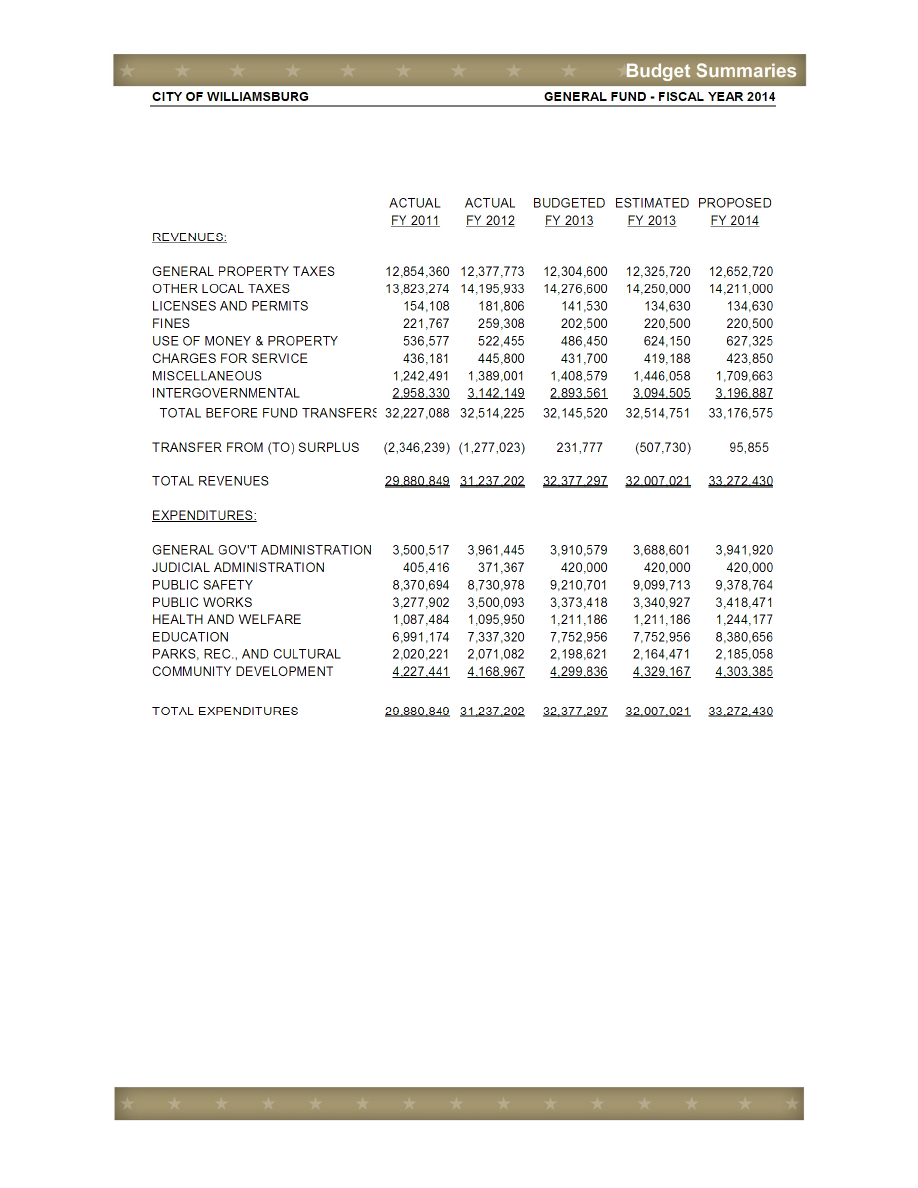 Budget Summaries
CITY OF WILLIAMSBURG GENERAL FUND - FISCAL YEAR 2014
ACTUAL ACTUAL BUDGETED ESTIMATED PROPOSED
FY 2011 FY 2012 FY 2013 FY 2013 FY 2014
REVENUES:
GENERAL PROPERTY TAXES 12,854,360 12,377,773 12,304,600 12,325,720 12,652,720
OTHER LOCAL TAXES 13,823,274 14,195,933 14,276,600 14,250,000 14,211,000
LICENSES AND PERMITS 154,108 181,806 141,530 134,630 134,630
FINES 221,767 259,308 202,500 220,500 220,500
USE OF MONEY & PROPERTY 536,577 522,455 486,450 624,150 627,325
CHARGES FOR SERVICE 436,181 445,800 431,700 419,188 423,850
MISCELLANEOUS 1,242,491 1,389,001 1,408,579 1,446,058 1,709,663
INTERGOVERNMENTAL 2,958,330 3,142,149 2,893,561 3,094,505 3,196,887
TOTAL BEFORE FUND TRANSFERS 32,227,088 32,514,225 32,145,520 32,514,751 33,176,575
TRANSFER FROM (TO) SURPLUS (2,346,239) (1,277,023) 231,777 (507,730) 95,855
TOTAL REVENUES 29,880,849 31,237,202 32,377,297 32,007,021 33,272,430
EXPENDITURES:
GENERAL GOV'T ADMINISTRATION 3,500,517 3,961,445 3,910,579 3,688,601 3,941,920
JUDICIAL ADMINISTRATION 405,416 371,367 420,000 420,000 420,000
PUBLIC SAFETY 8,370,694 8,730,978 9,210,701 9,099,713 9,378,764
PUBLIC WORKS 3,277,902 3,500,093 3,373,418 3,340,927 3,418,471
HEALTH AND WELFARE 1,087,484 1,095,950 1,211,186 1,211,186 1,244,177
EDUCATION 6,991,174 7,337,320 7,752,956 7,752,956 8,380,656
PARKS, REC., AND CULTURAL 2,020,221 2,071,082 2,198,621 2,164,471 2,185,058
COMMUNITY DEVELOPMENT 4,227,441 4,168,967 4,299,836 4,329,167 4,303,385
TOTAL EXPENDITURES 29,880,849 31,237,202 32,377,297 32,007,021 33,272,430